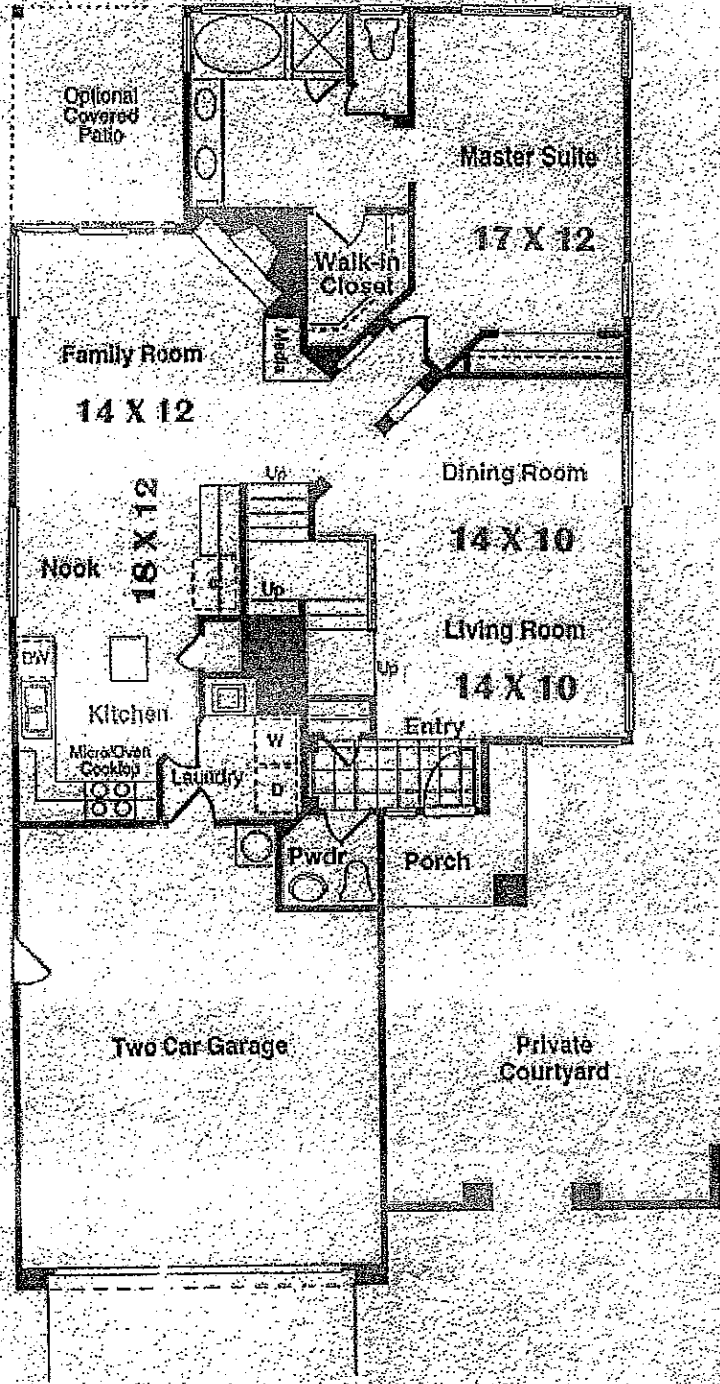 Optional
Covered
Patio
Master Suite
17 X 12
Walk-In
Closet
Media
Family Room
14 X 12
Up
Dining Room
14 X 10
18 X 12
Nook
Up
Living Room
14 X 10
Up
DW
Kitchen
Entry
Micro/Oven
Cooktop
Laundry
W
D
Pwdr
Porch
Two Car Garage
Private
Courtyard